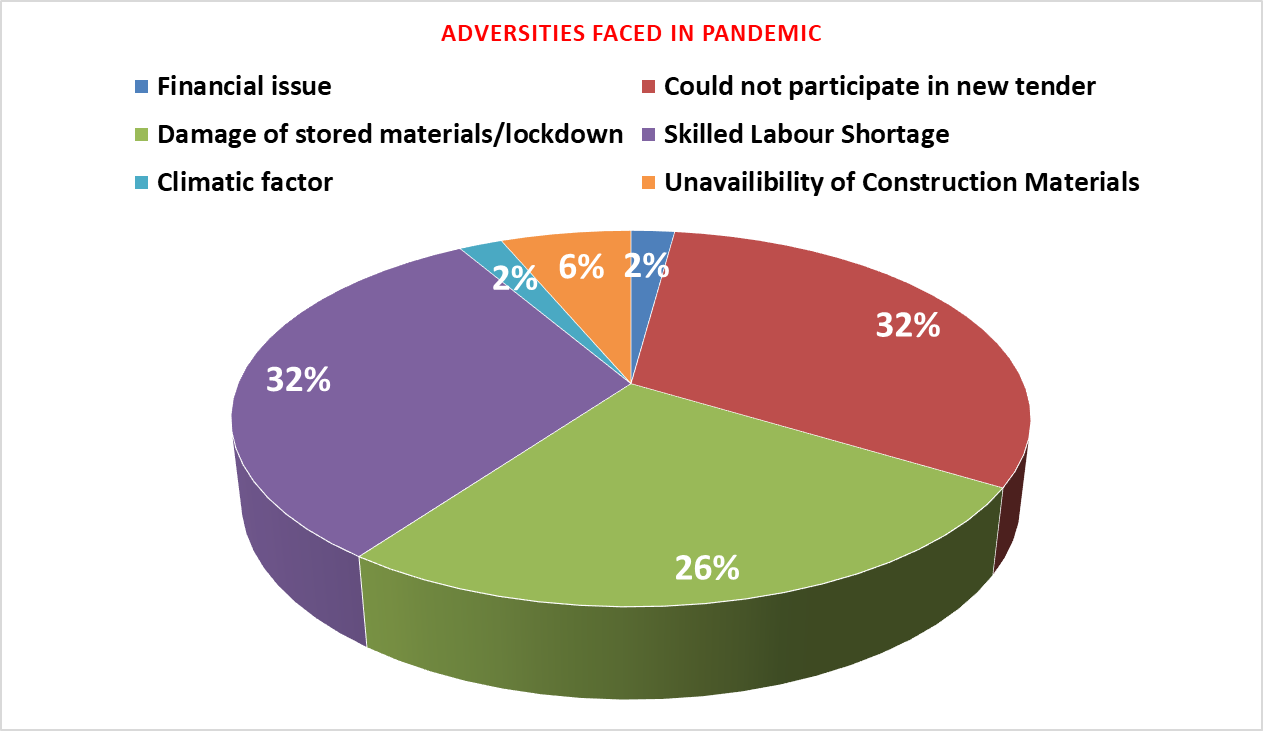 ADVERSITIES FACED IN PANDEMIC
Financial issue
Could not participate in new tender
Damage of stored materials/lockdown
Skilled Labour Shortage
Climatic factor
Unavailibility of Construction Materials
2%
6%
2%
32%
32%
26%